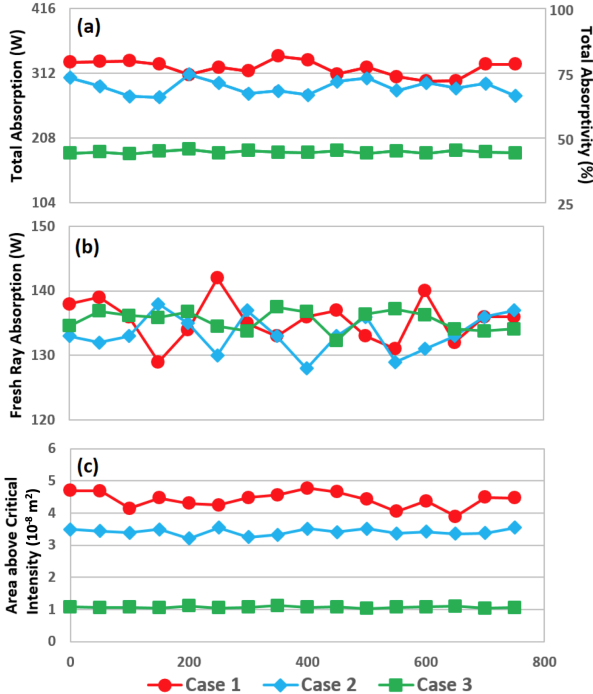 (a)
Total Absorption (W)
416
312
208
104
100
75
50
25
Total Absorptivity (%)
(b)
Fresh Ray Absorption (W)
150
140
130
120
(c)
Area above Critical
Intensity (10⁻⁸ m²)
6
5
4
3
2
1
0
0 200 400 600 800
Case 1 Case 2 Case 3